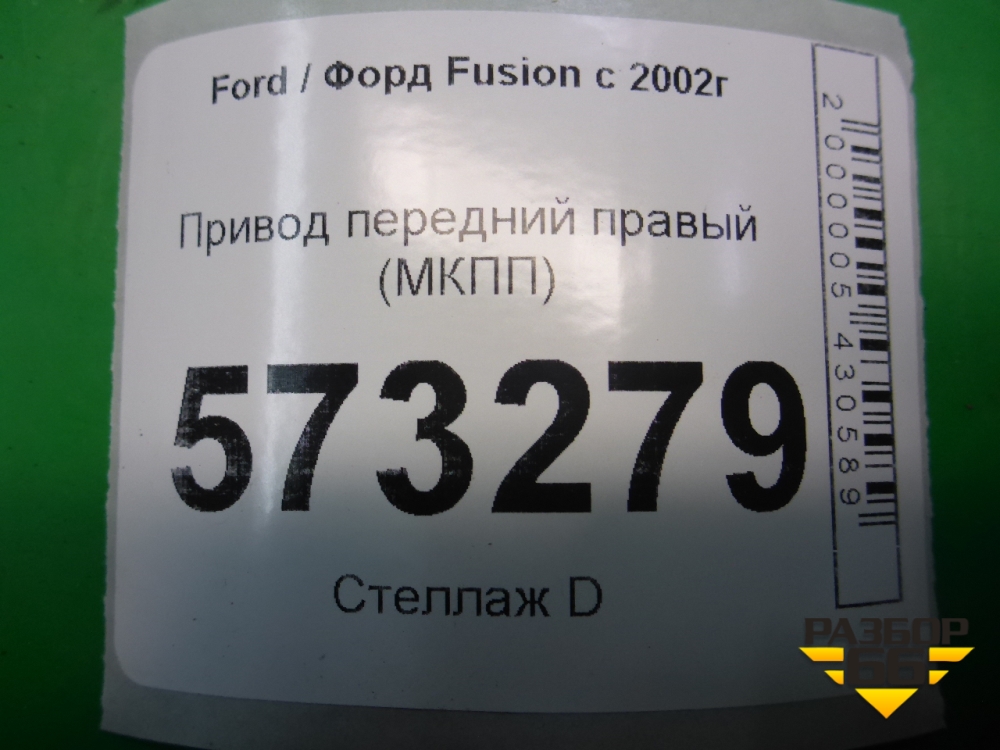 Ford / Форд Fusion с 2002г
Привод передний правый
(МКПП)
573279
Стеллаж D
2000005430589
РАЗБОР
66